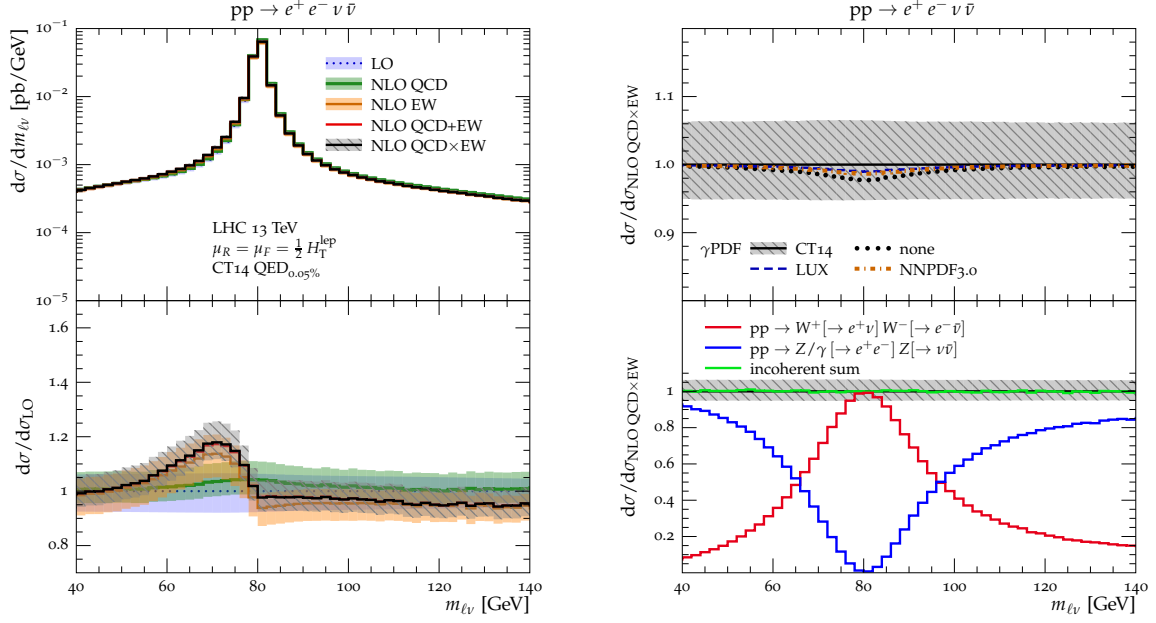 pp → e⁺ e⁻ ν ν̄
dσ/dm_ℓν [pb/GeV]
10⁻¹
10⁻²
10⁻³
10⁻⁴
10⁻⁵
LO
NLO QCD
NLO EW
NLO QCD+EW
NLO QCD×EW
LHC 13 TeV
μ_R = μ_F = ½ H_T^lep
CT14 QED_0.05%
dσ/dσ_LO
1.6
1.4
1.2
1
0.8
40 60 80 100 120 140
m_ℓν [GeV]
pp → e⁺ e⁻ ν ν̄
dσ/dσ_NLO QCD×EW
1.1
1.0
0.9
γPDF CT14 none
LUX NNPDF3.0
dσ/dσ_NLO QCD×EW
pp → W⁺[→ e⁺ν] W⁻[→ e⁻ν̄]
pp → Z/γ [→ e⁺e⁻] Z[→ νν̄]
incoherent sum
1
0.8
0.6
0.4
0.2
40 60 80 100 120 140
m_ℓν [GeV]